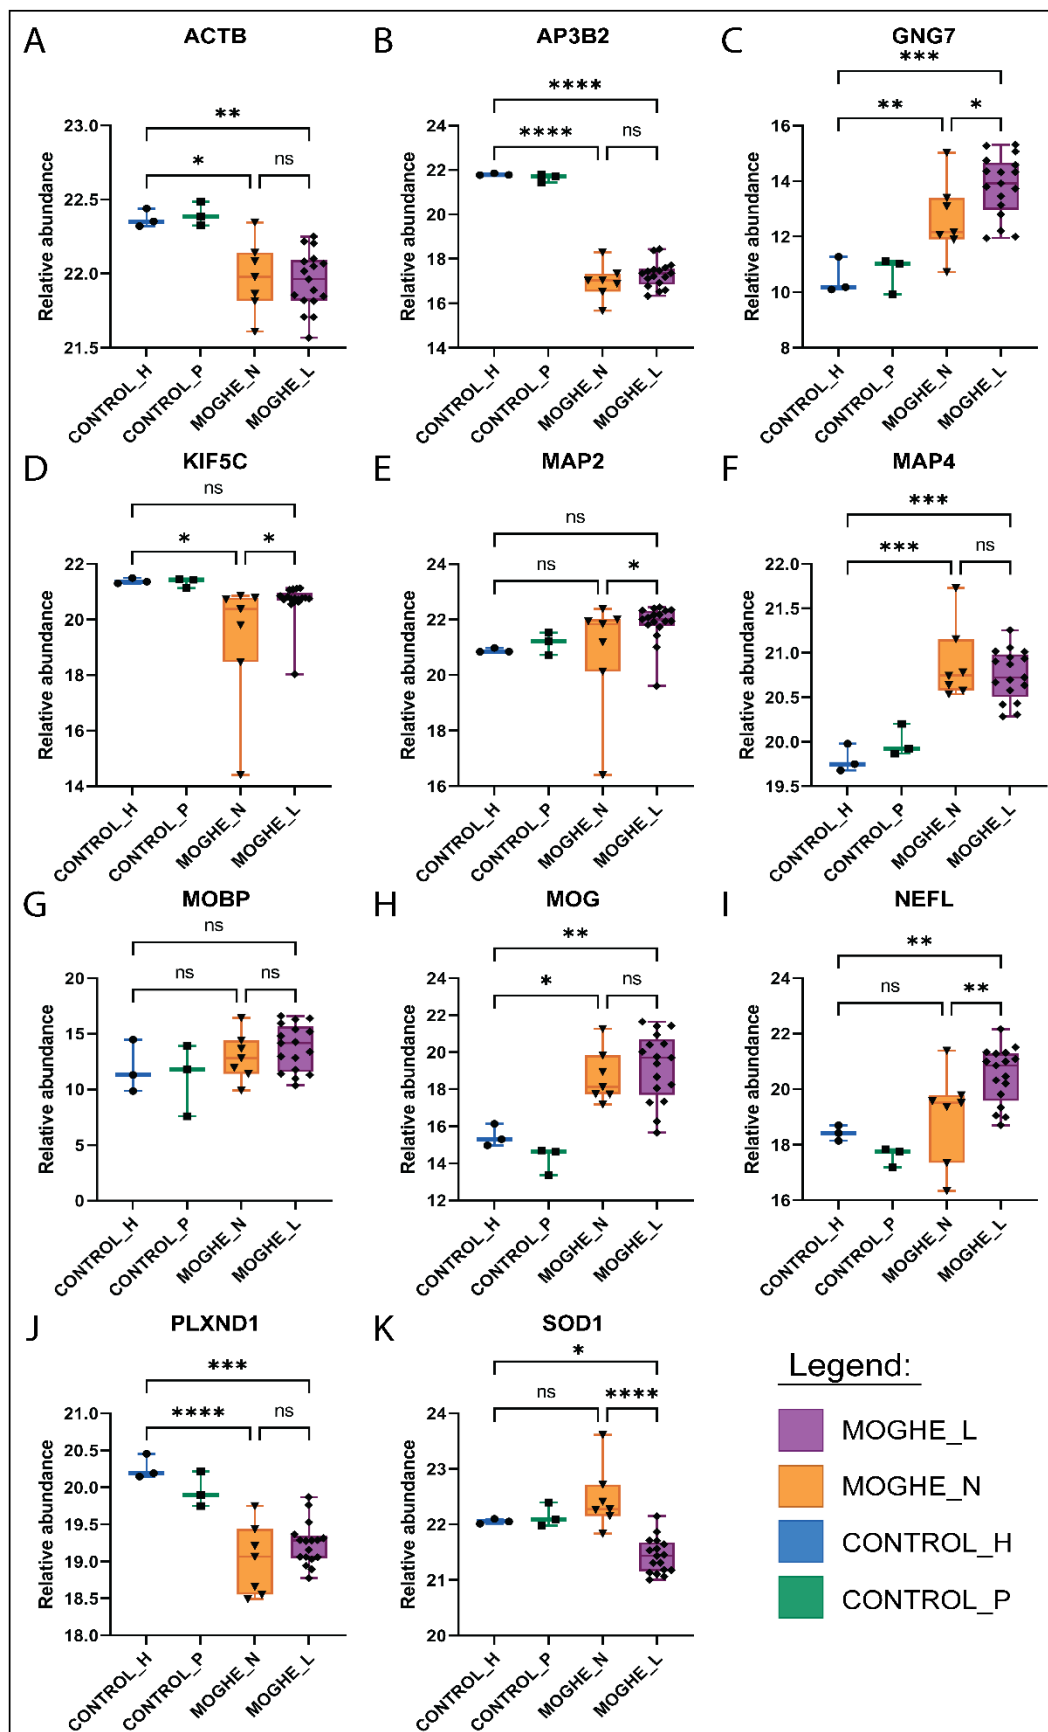 A ACTB
**
* ns
Relative abundance
23.0
22.5
22.0
21.5
CONTROL_H CONTROL_P MOGHE_N MOGHE_L
B AP3B2
****
**** ns
Relative abundance
24
22
20
18
16
14
CONTROL_H CONTROL_P MOGHE_N MOGHE_L
C GNG7
***
** *
Relative abundance
16
14
12
10
8
CONTROL_H CONTROL_P MOGHE_N MOGHE_L
D KIF5C
ns
* *
Relative abundance
22
20
18
16
14
CONTROL_H CONTROL_P MOGHE_N MOGHE_L
E MAP2
ns
ns *
Relative abundance
24
22
20
18
16
CONTROL_H CONTROL_P MOGHE_N MOGHE_L
F MAP4
***
*** ns
Relative abundance
22.0
21.5
21.0
20.5
20.0
19.5
CONTROL_H CONTROL_P MOGHE_N MOGHE_L
G MOBP
ns
ns ns
Relative abundance
20
15
10
5
0
CONTROL_H CONTROL_P MOGHE_N MOGHE_L
H MOG
**
* ns
Relative abundance
24
22
20
18
16
14
12
CONTROL_H CONTROL_P MOGHE_N MOGHE_L
I NEFL
**
ns **
Relative abundance
24
22
20
18
16
CONTROL_H CONTROL_P MOGHE_N MOGHE_L
J PLXND1
***
**** ns
Relative abundance
21.0
20.5
20.0
19.5
19.0
18.5
18.0
CONTROL_H CONTROL_P MOGHE_N MOGHE_L
K SOD1
*
ns ****
Relative abundance
24
23
22
21
20
CONTROL_H CONTROL_P MOGHE_N MOGHE_L
Legend:
MOGHE_L
MOGHE_N
CONTROL_H
CONTROL_P